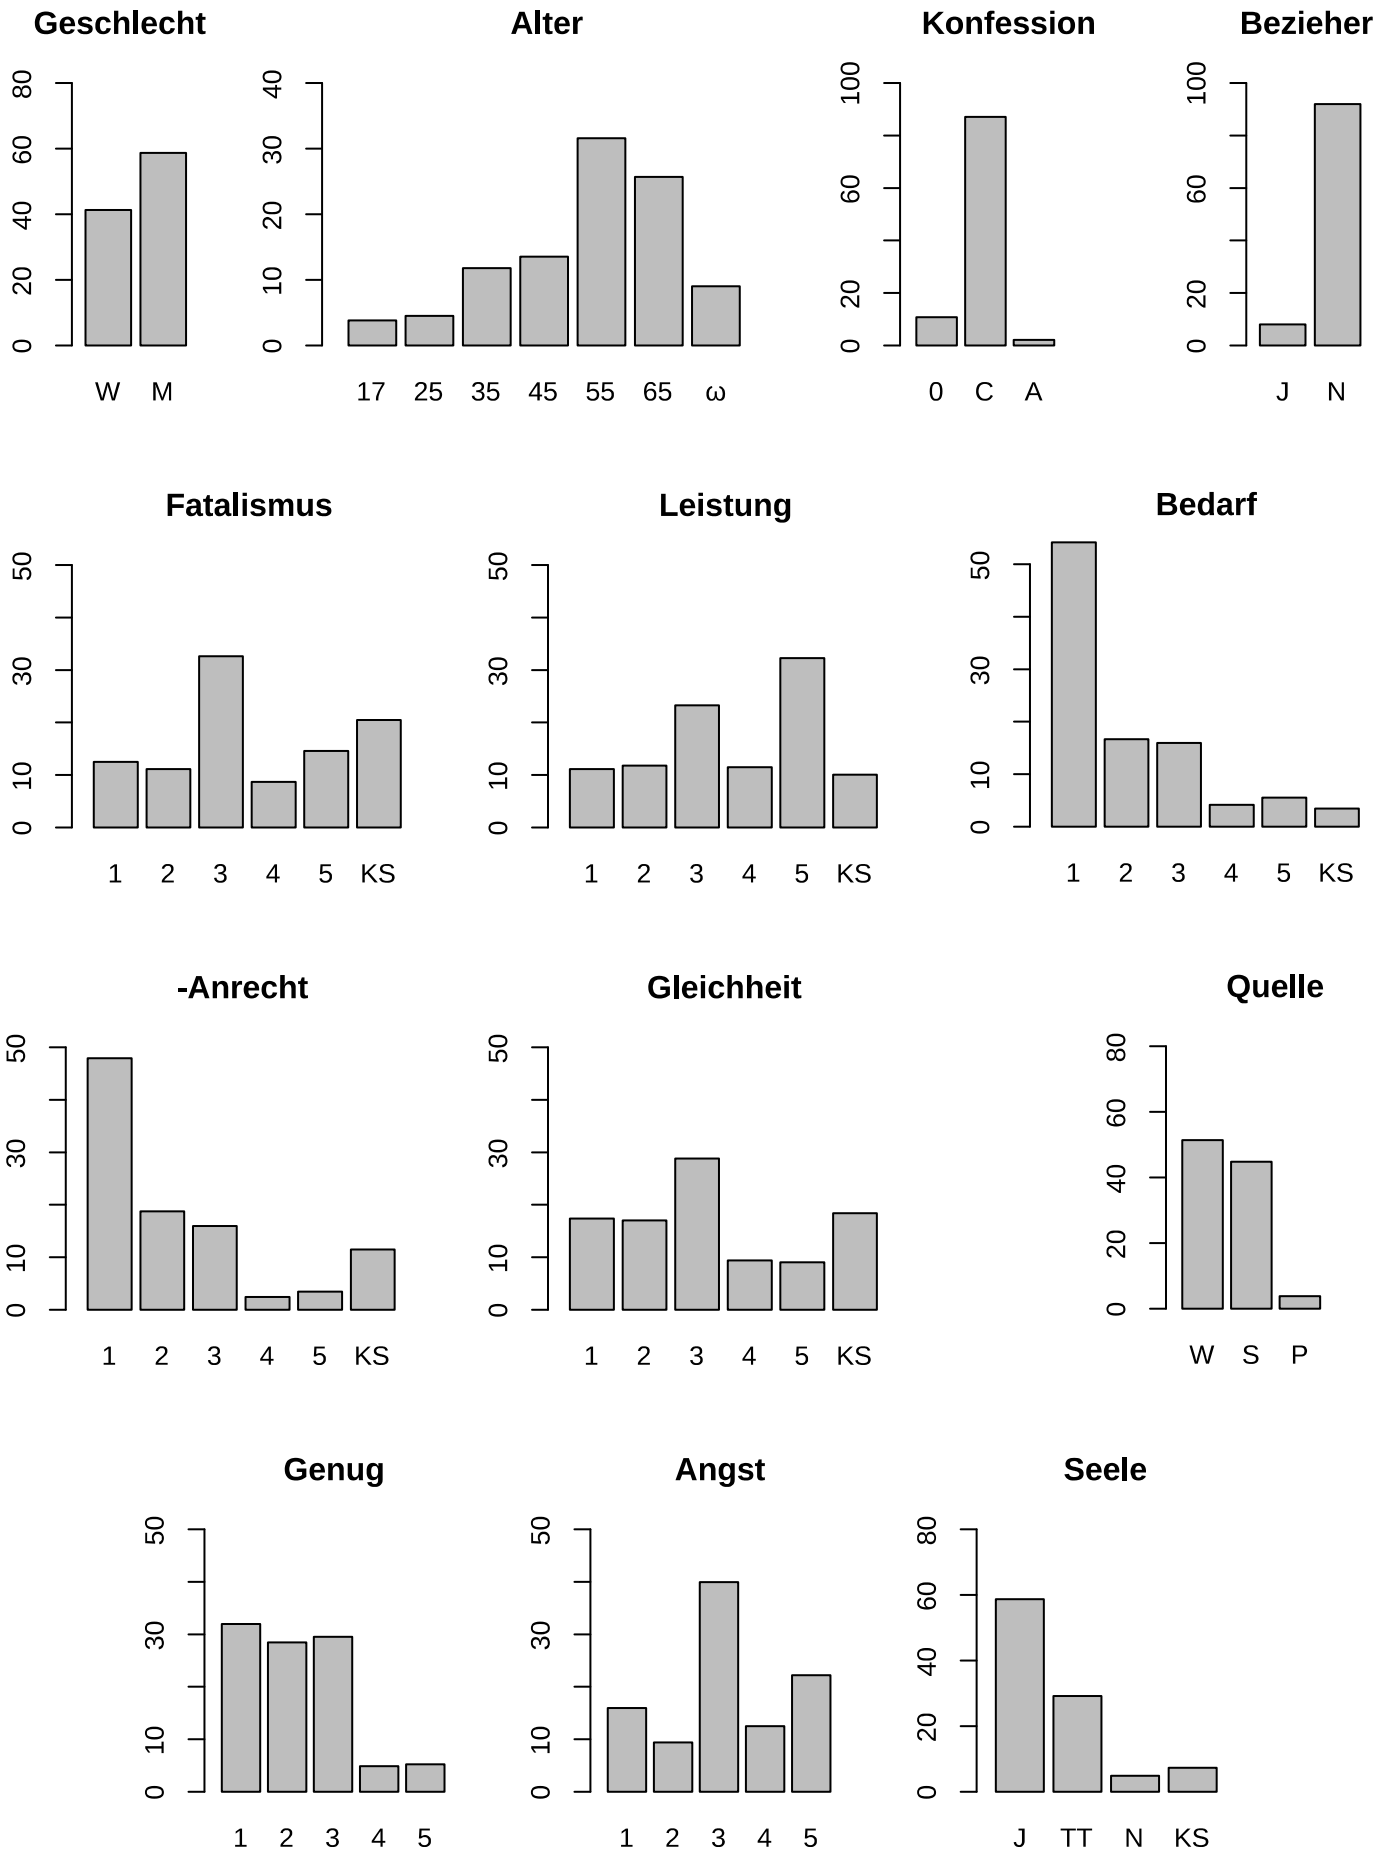 Geschlecht Alter Konfession Bezieher
80 40 100 100
60 30 60 60
40 20 20 20
20 10 0 0
0 0
W M 17 25 35 45 55 65 ω 0 C A J N
Fatalismus Leistung Bedarf
50 50 50
30 30 30
10 10 10
0 0 0
1 2 3 4 5 KS 1 2 3 4 5 KS 1 2 3 4 5 KS
-Anrecht Gleichheit Quelle
50 50 80
30 30 60
10 10 40
0 0 20
0
1 2 3 4 5 KS 1 2 3 4 5 KS W S P
Genug Angst Seele
50 50 80
30 30 60
10 10 40
0 0 20
0
1 2 3 4 5 1 2 3 4 5 J TT N KS